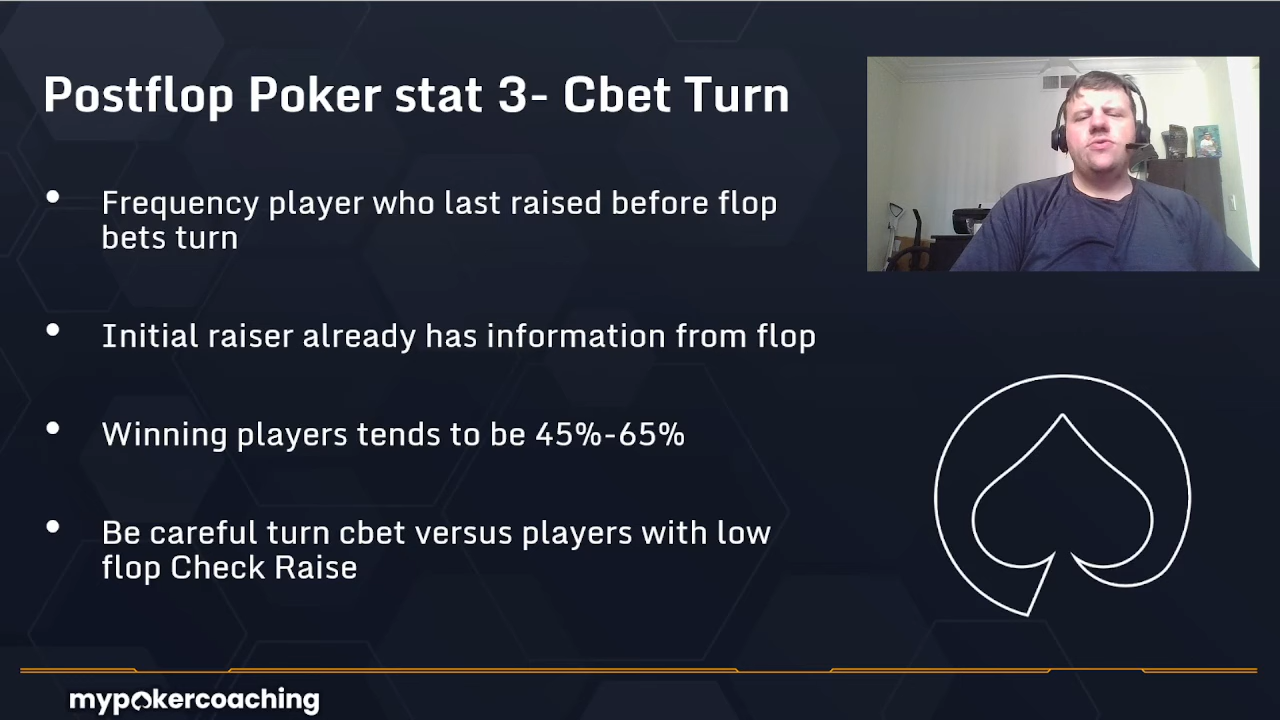 Postflop Poker stat 3- Cbet Turn
• Frequency player who last raised before flop
bets turn
• Initial raiser already has information from flop
• Winning players tends to be 45%-65%
• Be careful turn cbet versus players with low
flop Check Raise
mypokercoaching